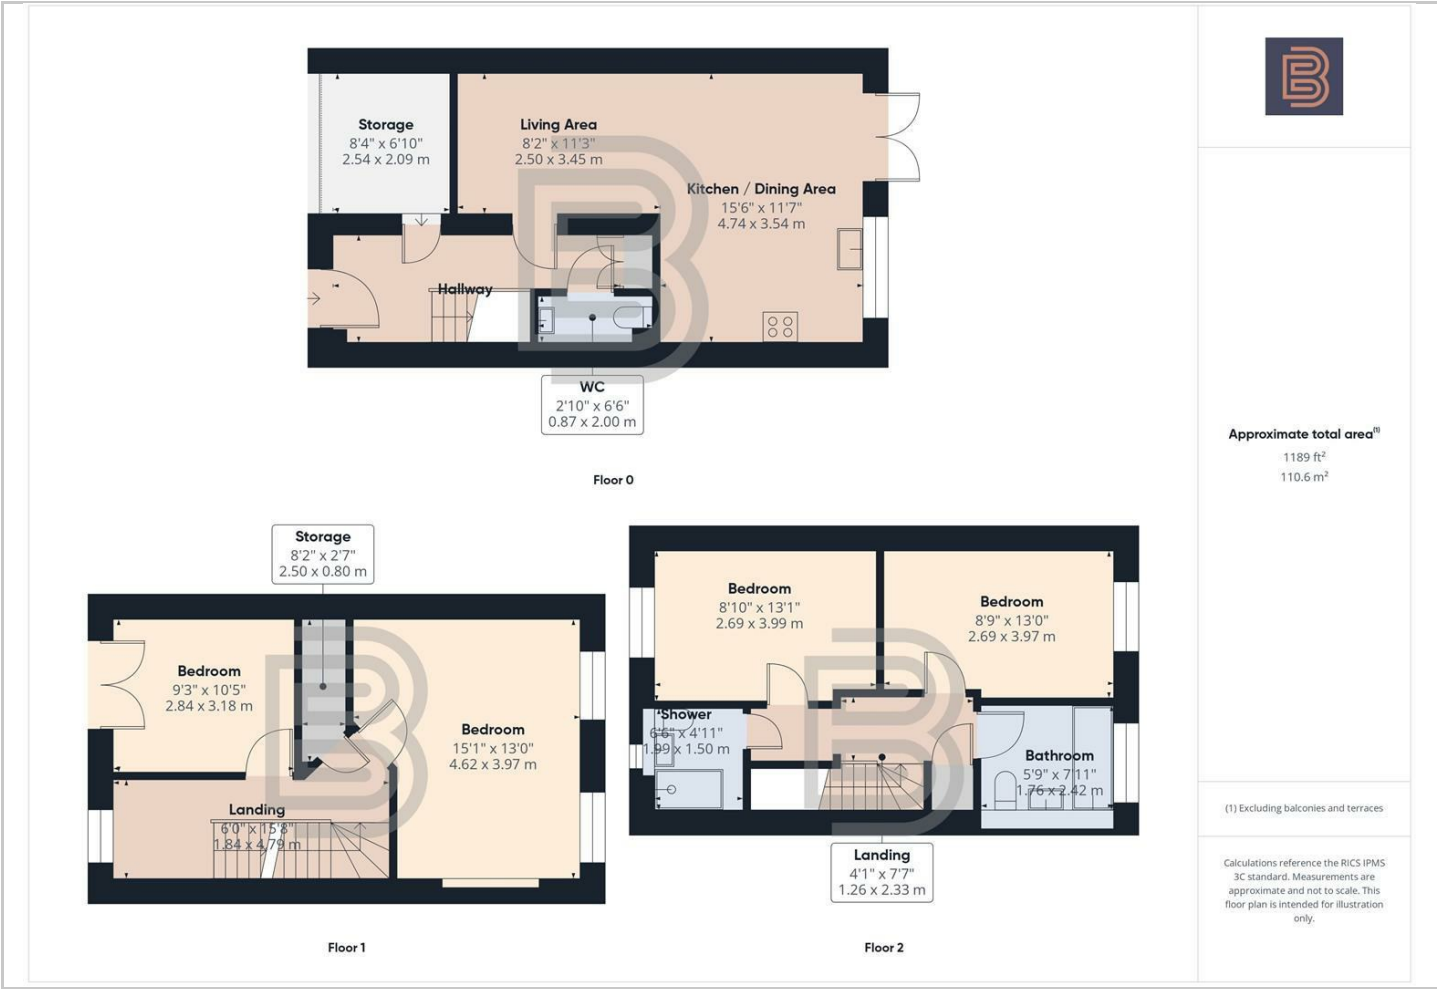 Storage
8'4" x 6'10"
2.54 x 2.09 m
Living Area
8'2" x 11'3"
2.50 x 3.45 m
Kitchen / Dining Area
15'6" x 11'7"
4.74 x 3.54 m
Hallway
WC
2'10" x 6'6"
0.87 x 2.00 m
Floor 0
Storage
8'2" x 2'7"
2.50 x 0.80 m
Bedroom
9'3" x 10'5"
2.84 x 3.18 m
Bedroom
15'1" x 13'0"
4.62 x 3.97 m
Landing
6'0" x 15'8"
1.84 x 4.79 m
Floor 1
Bedroom
8'10" x 13'1"
2.69 x 3.99 m
Bedroom
8'9" x 13'0"
2.69 x 3.97 m
Shower
6'6" x 4'11"
1.99 x 1.50 m
Bathroom
5'9" x 7'11"
1.76 x 2.42 m
Landing
4'1" x 7'7"
1.26 x 2.33 m
Floor 2
B
Approximate total area(1)
1189 ft²
110.6 m²
(1) Excluding balconies and terraces
Calculations reference the RICS IPMS
3C standard. Measurements are
approximate and not to scale. This
floor plan is intended for illustration
only.